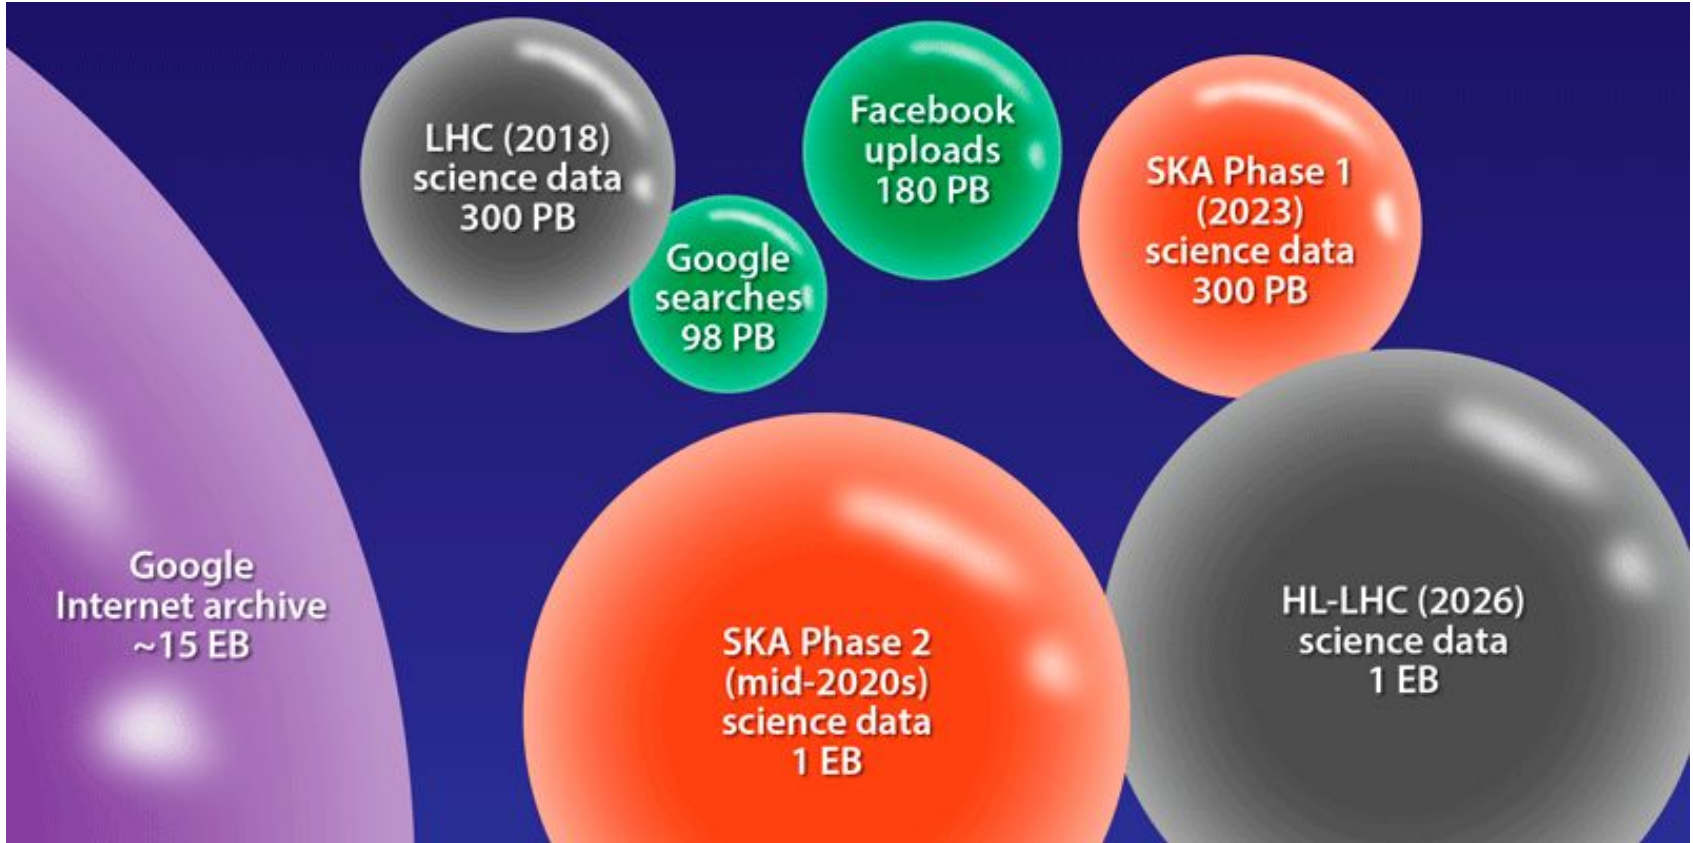 LHC (2018)
science data
300 PB
Google
searches
98 PB
Facebook
uploads
180 PB
SKA Phase 1
(2023)
science data
300 PB
Google
Internet archive
~15 EB
SKA Phase 2
(mid-2020s)
science data
1 EB
HL-LHC (2026)
science data
1 EB